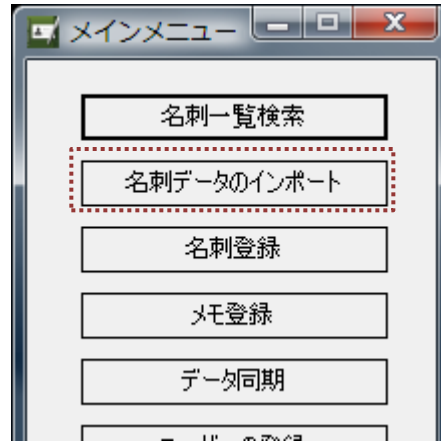 メインメニュー
名刺一覧検索
名刺データのインポート
名刺登録
メモ登録
データ同期